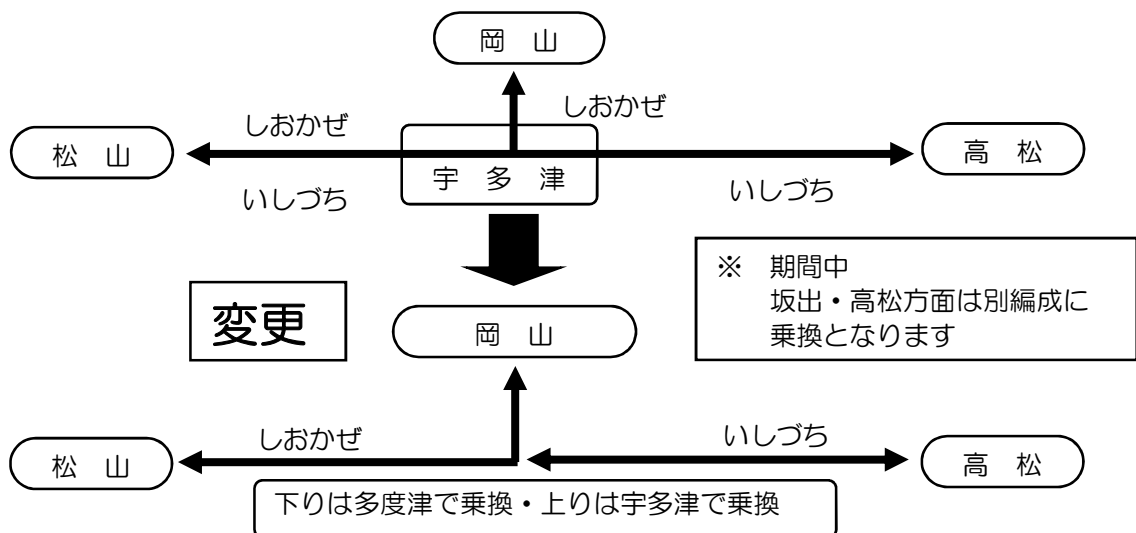 岡 山
しおかぜ
しおかぜ
松 山
宇 多 津
高 松
いしづち
いしづち
※ 期間中
坂出・高松方面は別編成に
乗換となります
変更
岡 山
しおかぜ
いしづち
松 山
高 松
下りは多度津で乗換・上りは宇多津で乗換